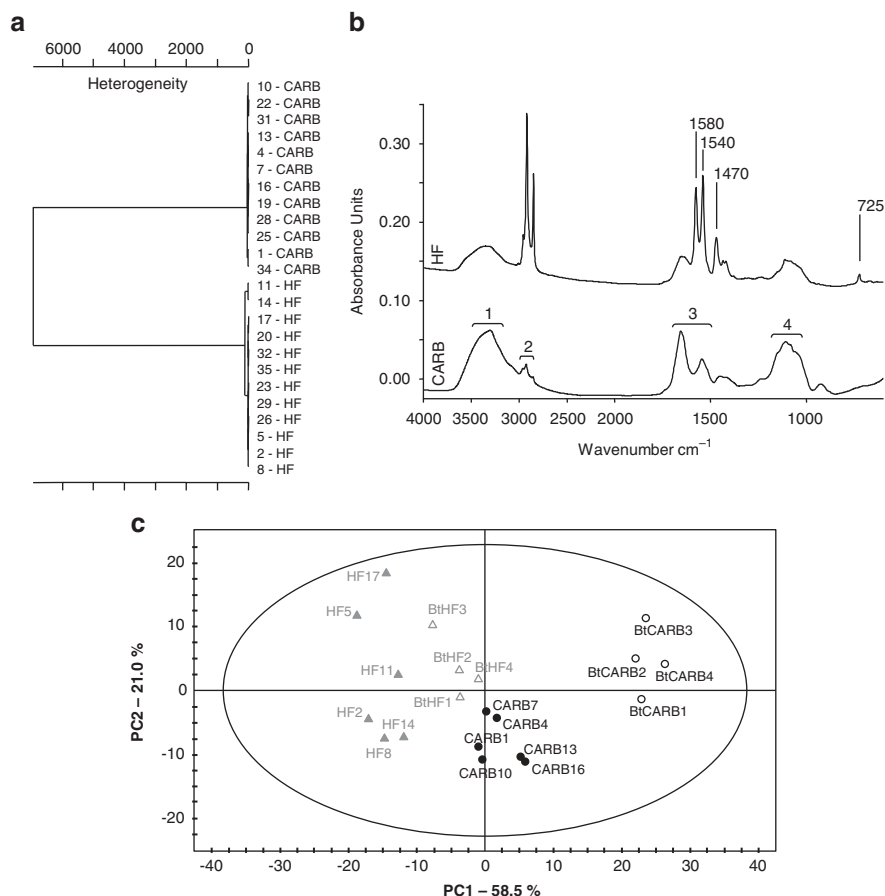 a
6000 4000 2000 0
Heterogeneity
10 - CARB
22 - CARB
31 - CARB
13 - CARB
4 - CARB
7 - CARB
16 - CARB
19 - CARB
28 - CARB
25 - CARB
1 - CARB
34 - CARB
11 - HF
14 - HF
17 - HF
20 - HF
32 - HF
35 - HF
23 - HF
29 - HF
26 - HF
5 - HF
2 - HF
8 - HF
b
Absorbance Units
0.30
0.20
0.10
0.00
HF
CARB
1580
1540
1470
725
1
2
3
4
4000 3500 3000 2500 2000 1500 1000
Wavenumber cm⁻¹
c
PC2 – 21.0 %
20
10
0
-10
-20
HF17
HF5
BtHF3
BtCARB3
BtHF2
BtHF4
HF11
BtCARB2
BtCARB4
BtHF1
BtCARB1
HF2
CARB7
HF14
CARB4
CARB1
HF8
CARB13
CARB10
CARB16
-40 -30 -20 -10 0 10 20 30 40
PC1 – 58.5 %